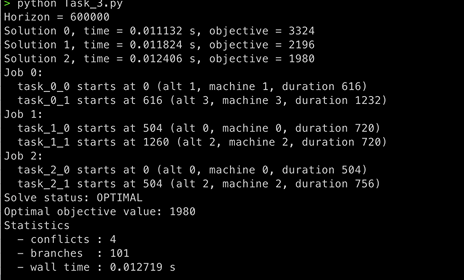 > python Task_3.py
Horizon = 600000
Solution 0, time = 0.011132 s, objective = 3324
Solution 1, time = 0.011824 s, objective = 2196
Solution 2, time = 0.012406 s, objective = 1980
Job 0:
task_0_0 starts at 0 (alt 1, machine 1, duration 616)
task_0_1 starts at 616 (alt 3, machine 3, duration 1232)
Job 1:
task_1_0 starts at 504 (alt 0, machine 0, duration 720)
task_1_1 starts at 1260 (alt 2, machine 2, duration 720)
Job 2:
task_2_0 starts at 0 (alt 0, machine 0, duration 504)
task_2_1 starts at 504 (alt 2, machine 2, duration 756)
Solve status: OPTIMAL
Optimal objective value: 1980
Statistics
- conflicts : 4
- branches  : 101
- wall time : 0.012719 s